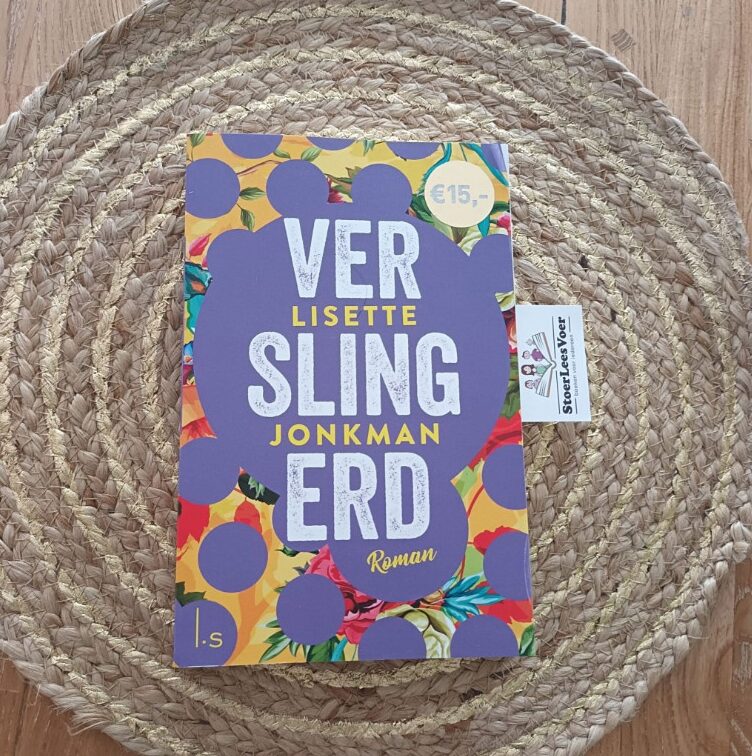 €15,-
VER
LISETTE
SLING
JONKMAN
ERD
Roman
l.s
StoerLeesVoer